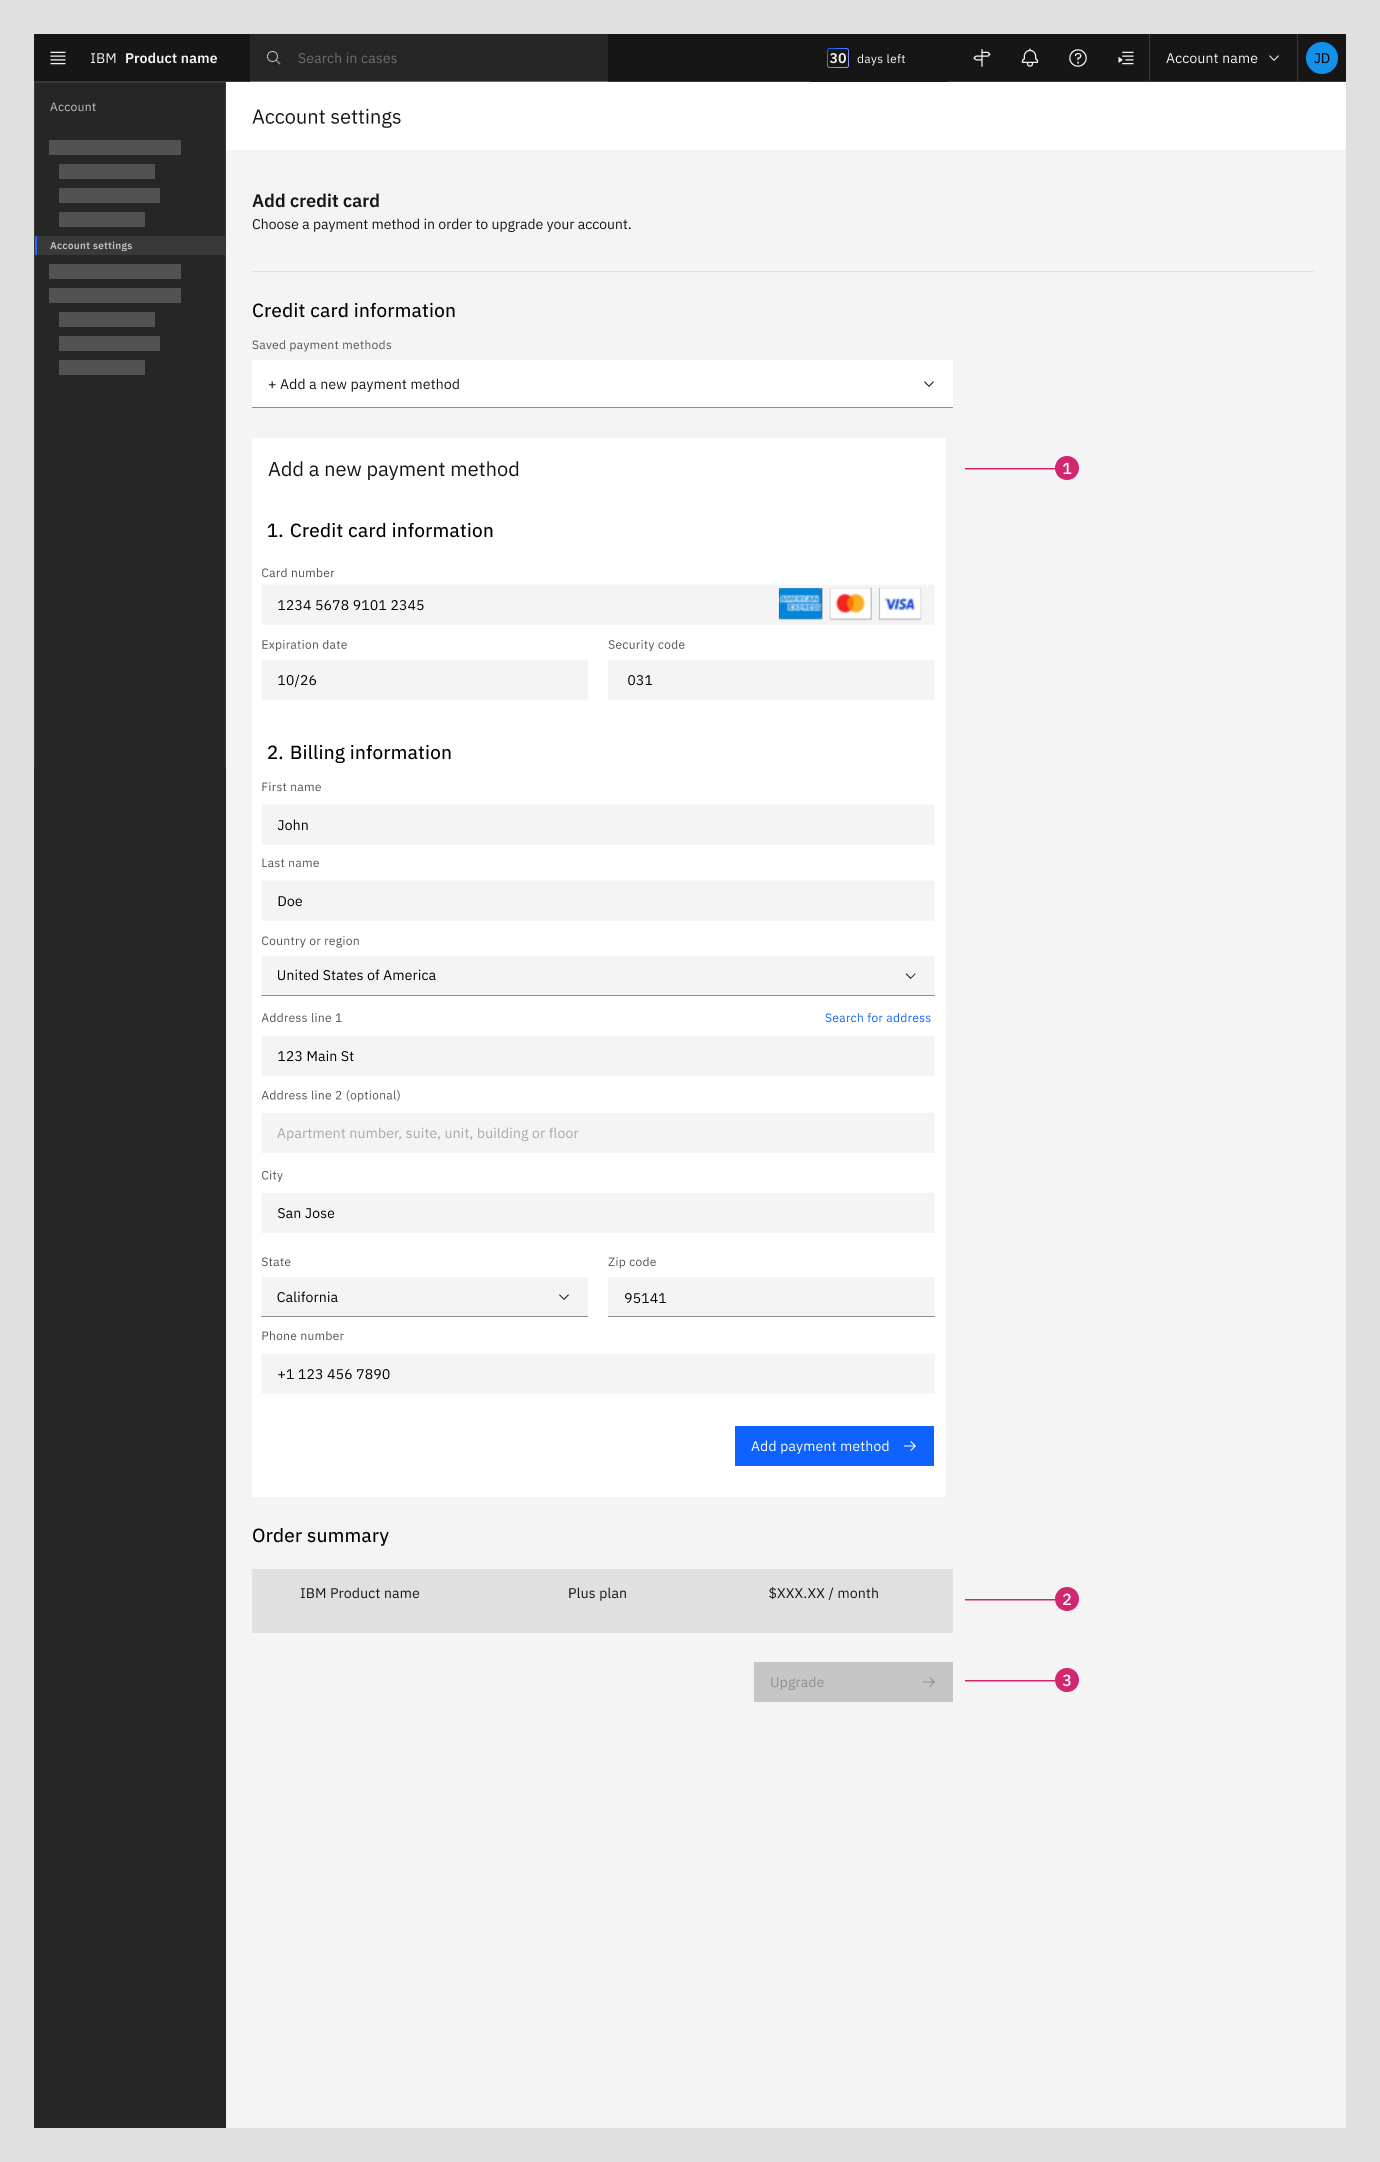 IBM Product name
Search in cases
30 days left
Account name
JD
Account
Account settings
Account settings
Add credit card
Choose a payment method in order to upgrade your account.
Credit card information
Saved payment methods
+ Add a new payment method
Add a new payment method
1
1. Credit card information
Card number
1234 5678 9101 2345
AMERICAN
EXPRESS
VISA
Expiration date
Security code
10/26
031
2. Billing information
First name
John
Last name
Doe
Country or region
United States of America
Address line 1
Search for address
123 Main St
Address line 2 (optional)
Apartment number, suite, unit, building or floor
City
San Jose
State
Zip code
California
95141
Phone number
+1 123 456 7890
Add payment method
Order summary
IBM Product name
Plus plan
$XXX.XX / month
2
Upgrade
3